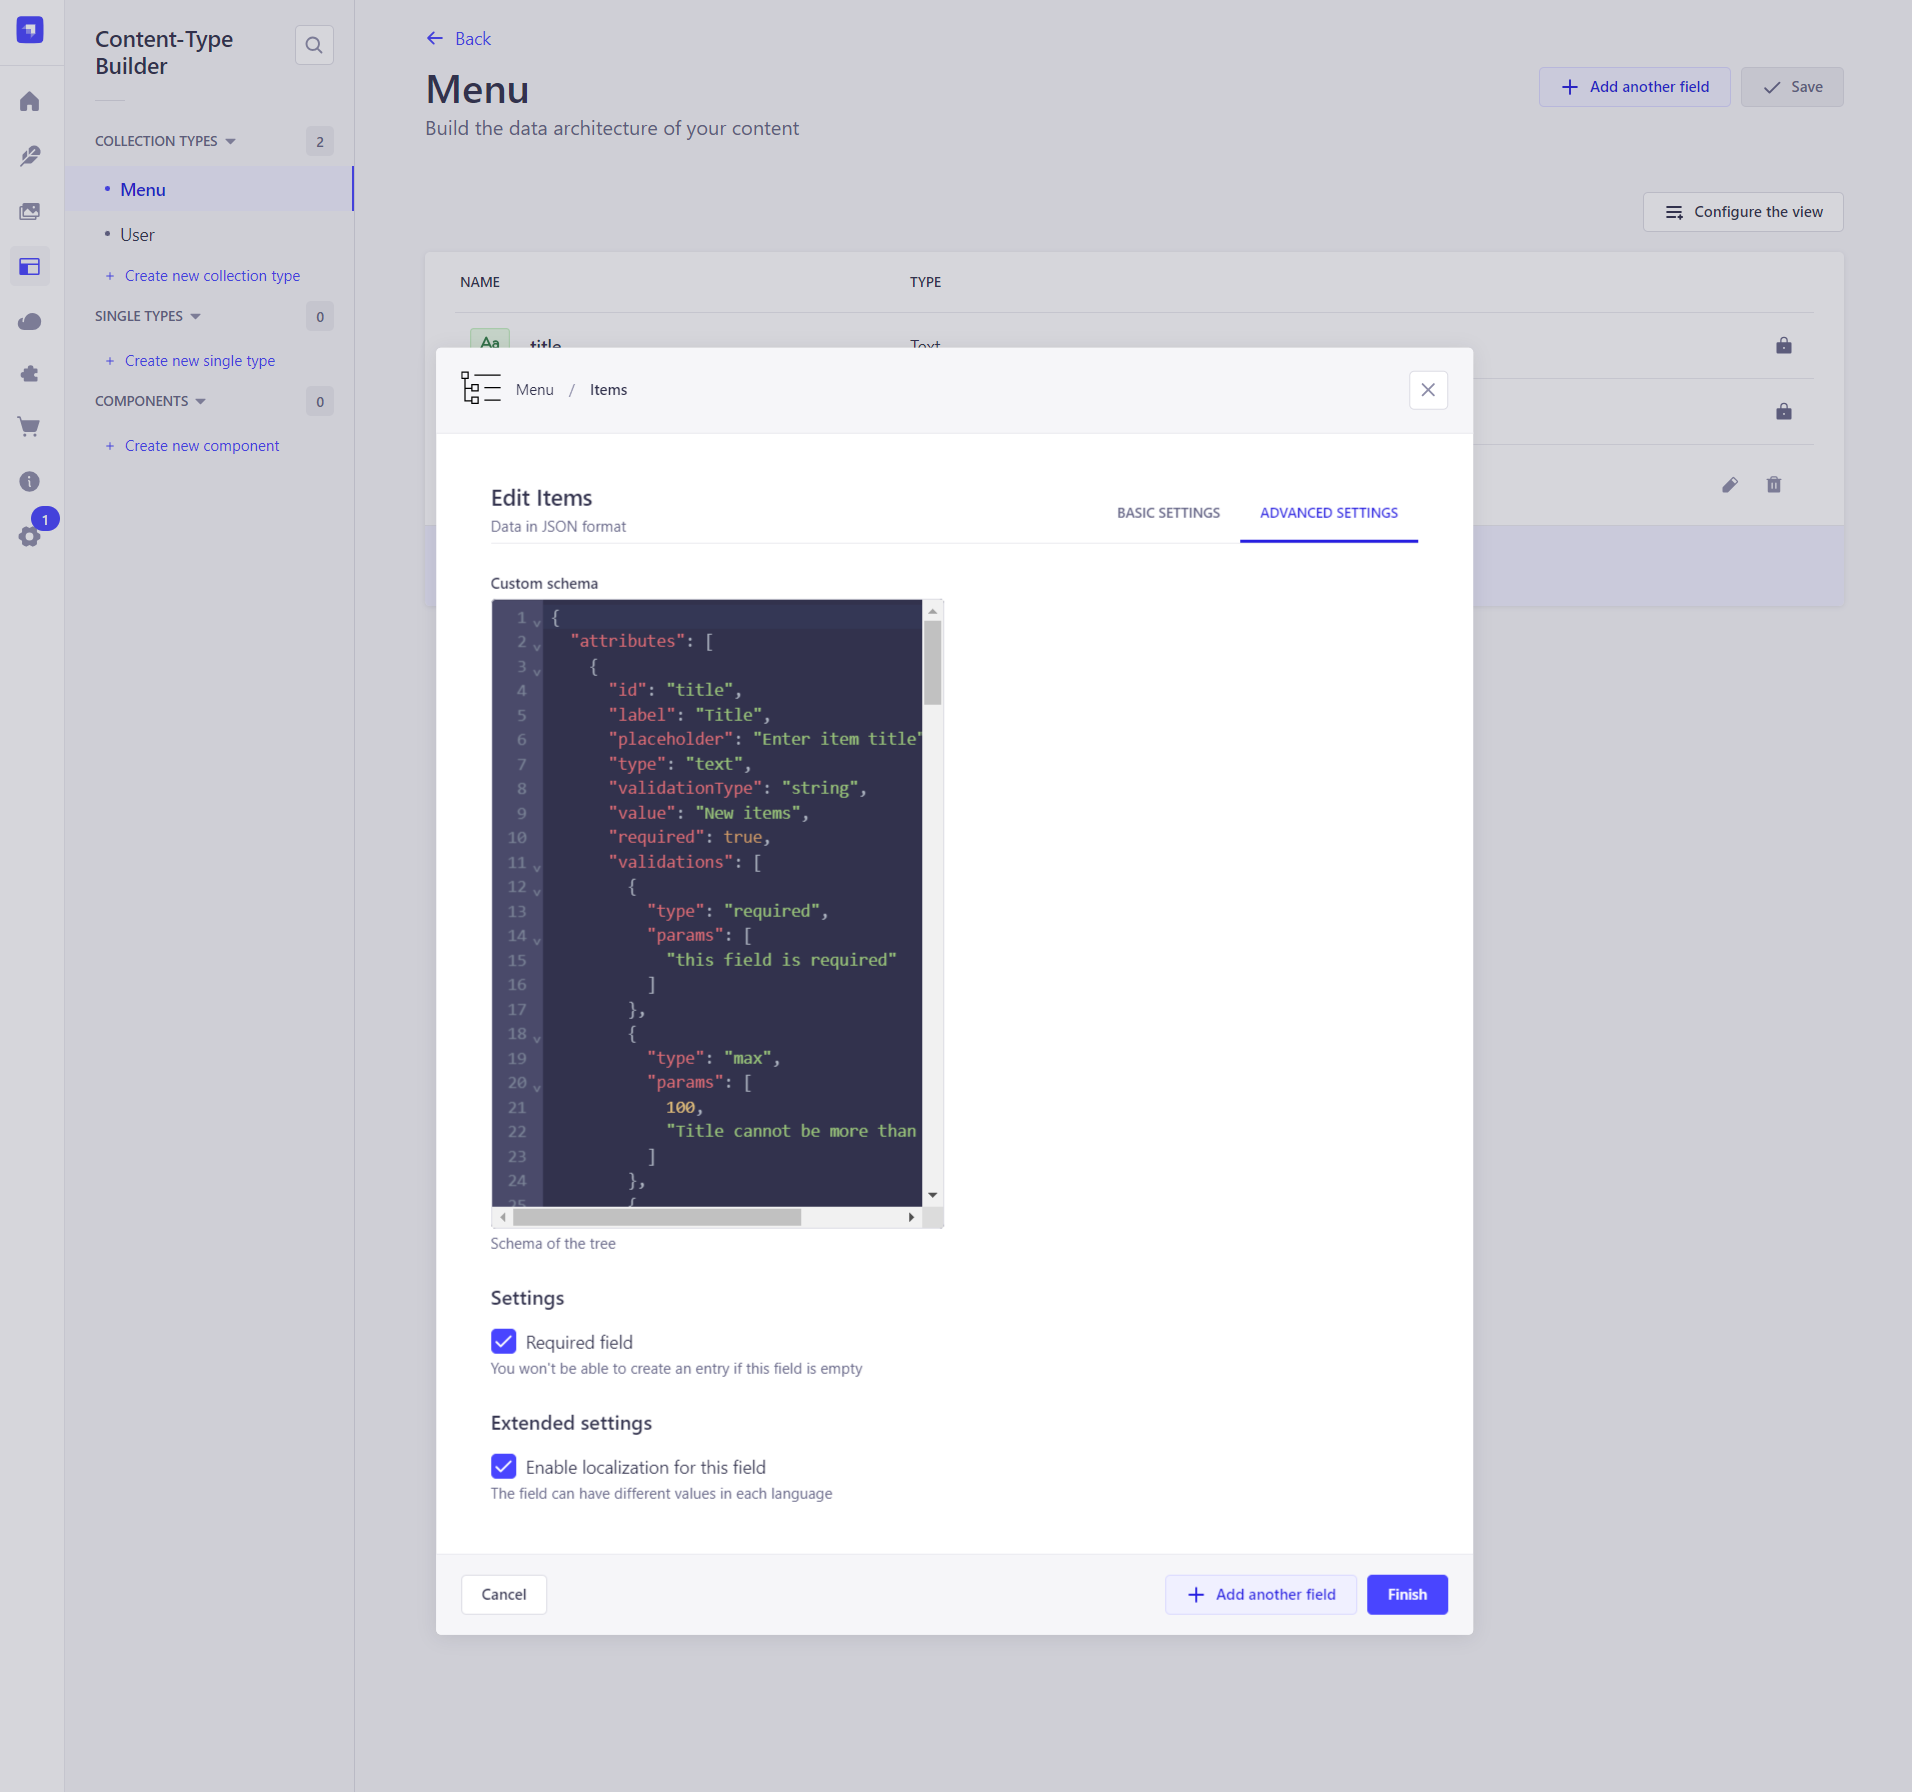 Content-Type
Builder
COLLECTION TYPES
2
Menu
User
+ Create new collection type
SINGLE TYPES
0
+ Create new single type
COMPONENTS
0
+ Create new component
1
Back
Menu
Build the data architecture of your content
Add another field
Save
Configure the view
NAME TYPE
Aa title Text
Menu / Items
Edit Items
Data in JSON format
BASIC SETTINGS
ADVANCED SETTINGS
Custom schema
1 {
2 "attributes": [
3 {
4 "id": "title",
5 "label": "Title",
6 "placeholder": "Enter item title"
7 "type": "text",
8 "validationType": "string",
9 "value": "New items",
10 "required": true,
11 "validations": [
12 {
13 "type": "required",
14 "params": [
15 "this field is required"
16 ]
17 },
18 {
19 "type": "max",
20 "params": [
21 100,
22 "Title cannot be more than
23 ]
24 },
25 {
Schema of the tree
Settings
Required field
You won't be able to create an entry if this field is empty
Extended settings
Enable localization for this field
The field can have different values in each language
Cancel
Add another field
Finish